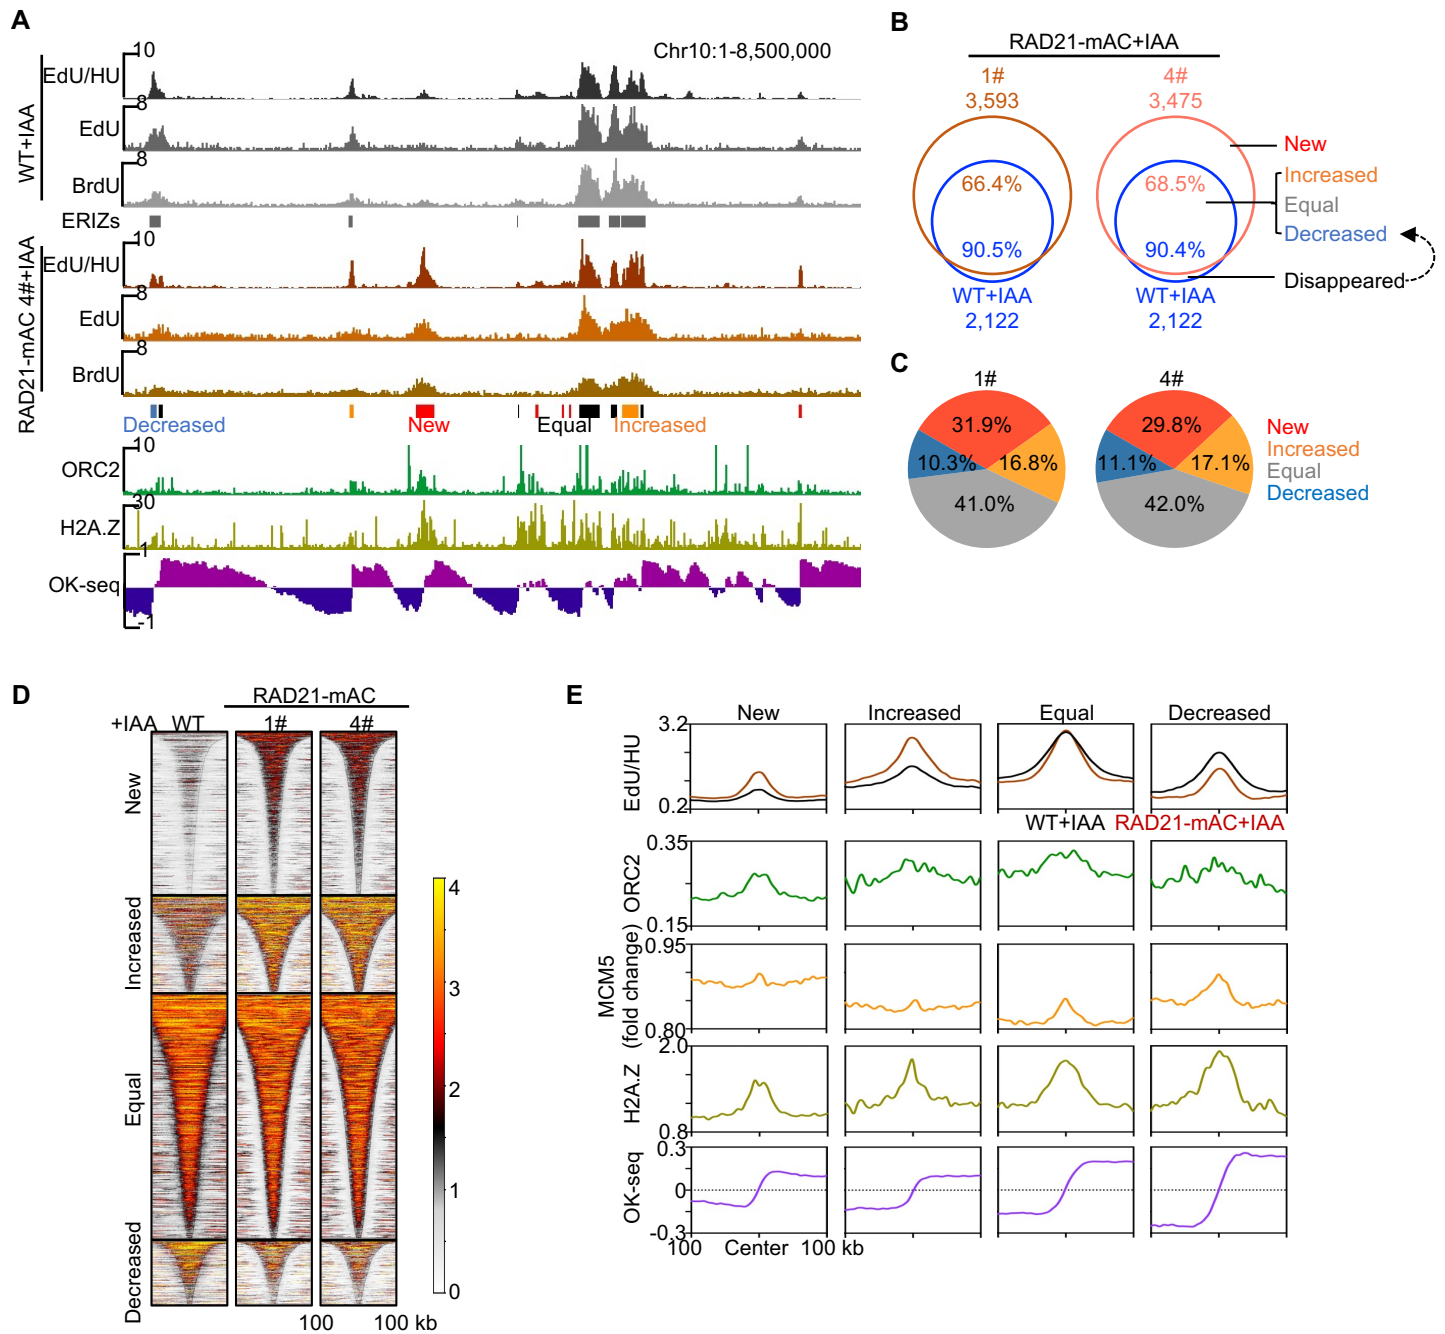 A
Chr10:1-8,500,000
WT+IAA
10
EdU/HU
8
EdU
8
BrdU
ERIZs
RAD21-mAC 4#+IAA
10
EdU/HU
8
EdU
8
BrdU
Decreased New Equal Increased
10
ORC2
30
H2A.Z
1
OK-seq
-1
B
RAD21-mAC+IAA
1# 4#
3,593 3,475
New
Increased
Equal
Decreased
Disappeared
66.4% 68.5%
90.5% 90.4%
WT+IAA WT+IAA
2,122 2,122
C
1# 4#
31.9% 29.8%
10.3% 16.8% 11.1% 17.1%
41.0% 42.0%
New
Increased
Equal
Decreased
D
RAD21-mAC
+IAA WT 1# 4#
New
Increased
Equal
Decreased
4
3
2
1
0
100 100 kb
E
New Increased Equal Decreased
3.2
EdU/HU
0.2
WT+IAA RAD21-mAC+IAA
0.35
ORC2
0.15
0.95
MCM5
(fold change)
0.80
2.0
H2A.Z
0.8
0.3
OK-seq
0
-0.3
100 Center 100 kb